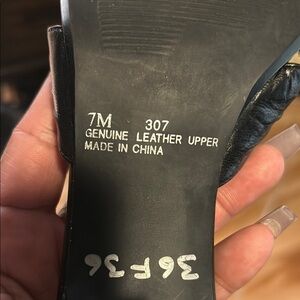 7M 307
GENUINE LEATHER UPPER
MADE IN CHINA
36F36